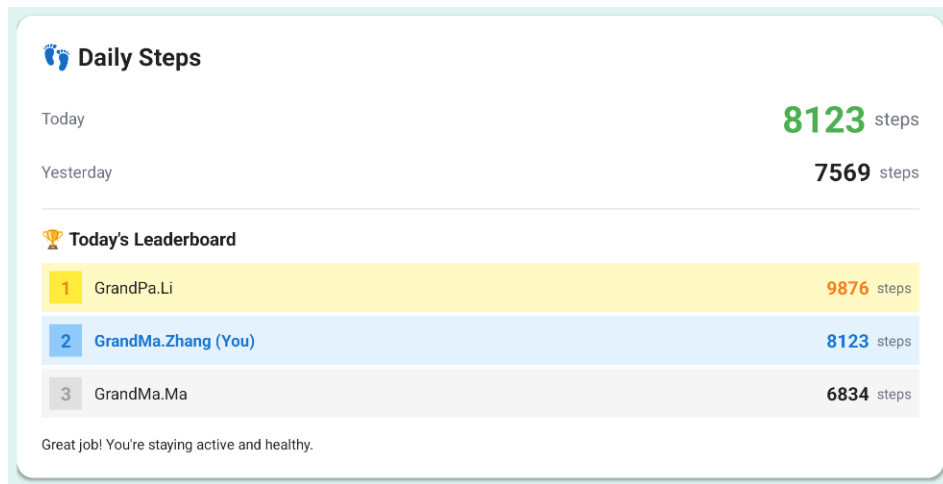 Daily Steps
Today 8123 steps
Yesterday 7569 steps
Today's Leaderboard
1 GrandPa.Li 9876 steps
2 GrandMa.Zhang (You) 8123 steps
3 GrandMa.Ma 6834 steps
Great job! You're staying active and healthy.